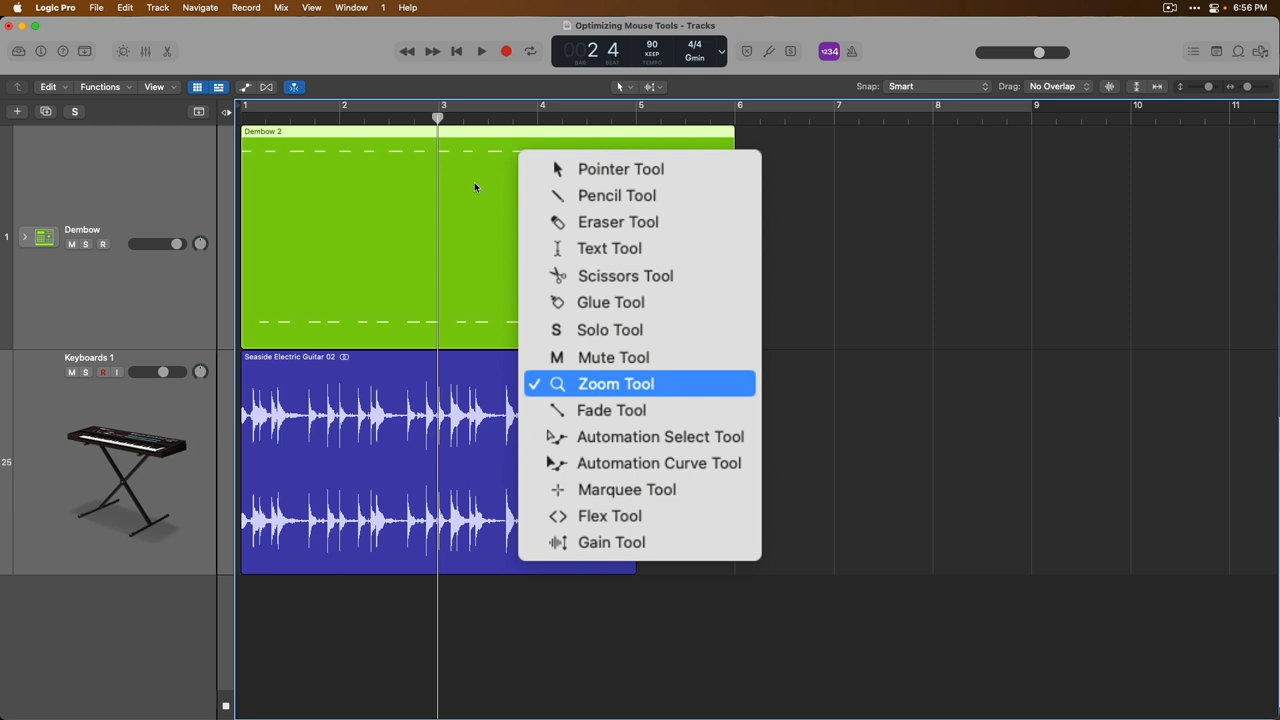 Logic Pro File Edit Track Navigate Record Mix View Window 1 Help 6:56 PM
Optimizing Mouse Tools - Tracks
002 4 90 4/4
KEEP Gmin
BAR BEAT TEMPO
1234
Edit Functions View Snap: Smart Drag: No Overlap
S
1 2 3 4 5 6 7 8 9 10 11
Dembow 2
1 Dembow
M S R
Keyboards 1
M S R I
25
Seaside Electric Guitar 02
Pointer Tool
Pencil Tool
Eraser Tool
Text Tool
Scissors Tool
Glue Tool
S Solo Tool
M Mute Tool
Zoom Tool
Fade Tool
Automation Select Tool
Automation Curve Tool
Marquee Tool
Flex Tool
Gain Tool